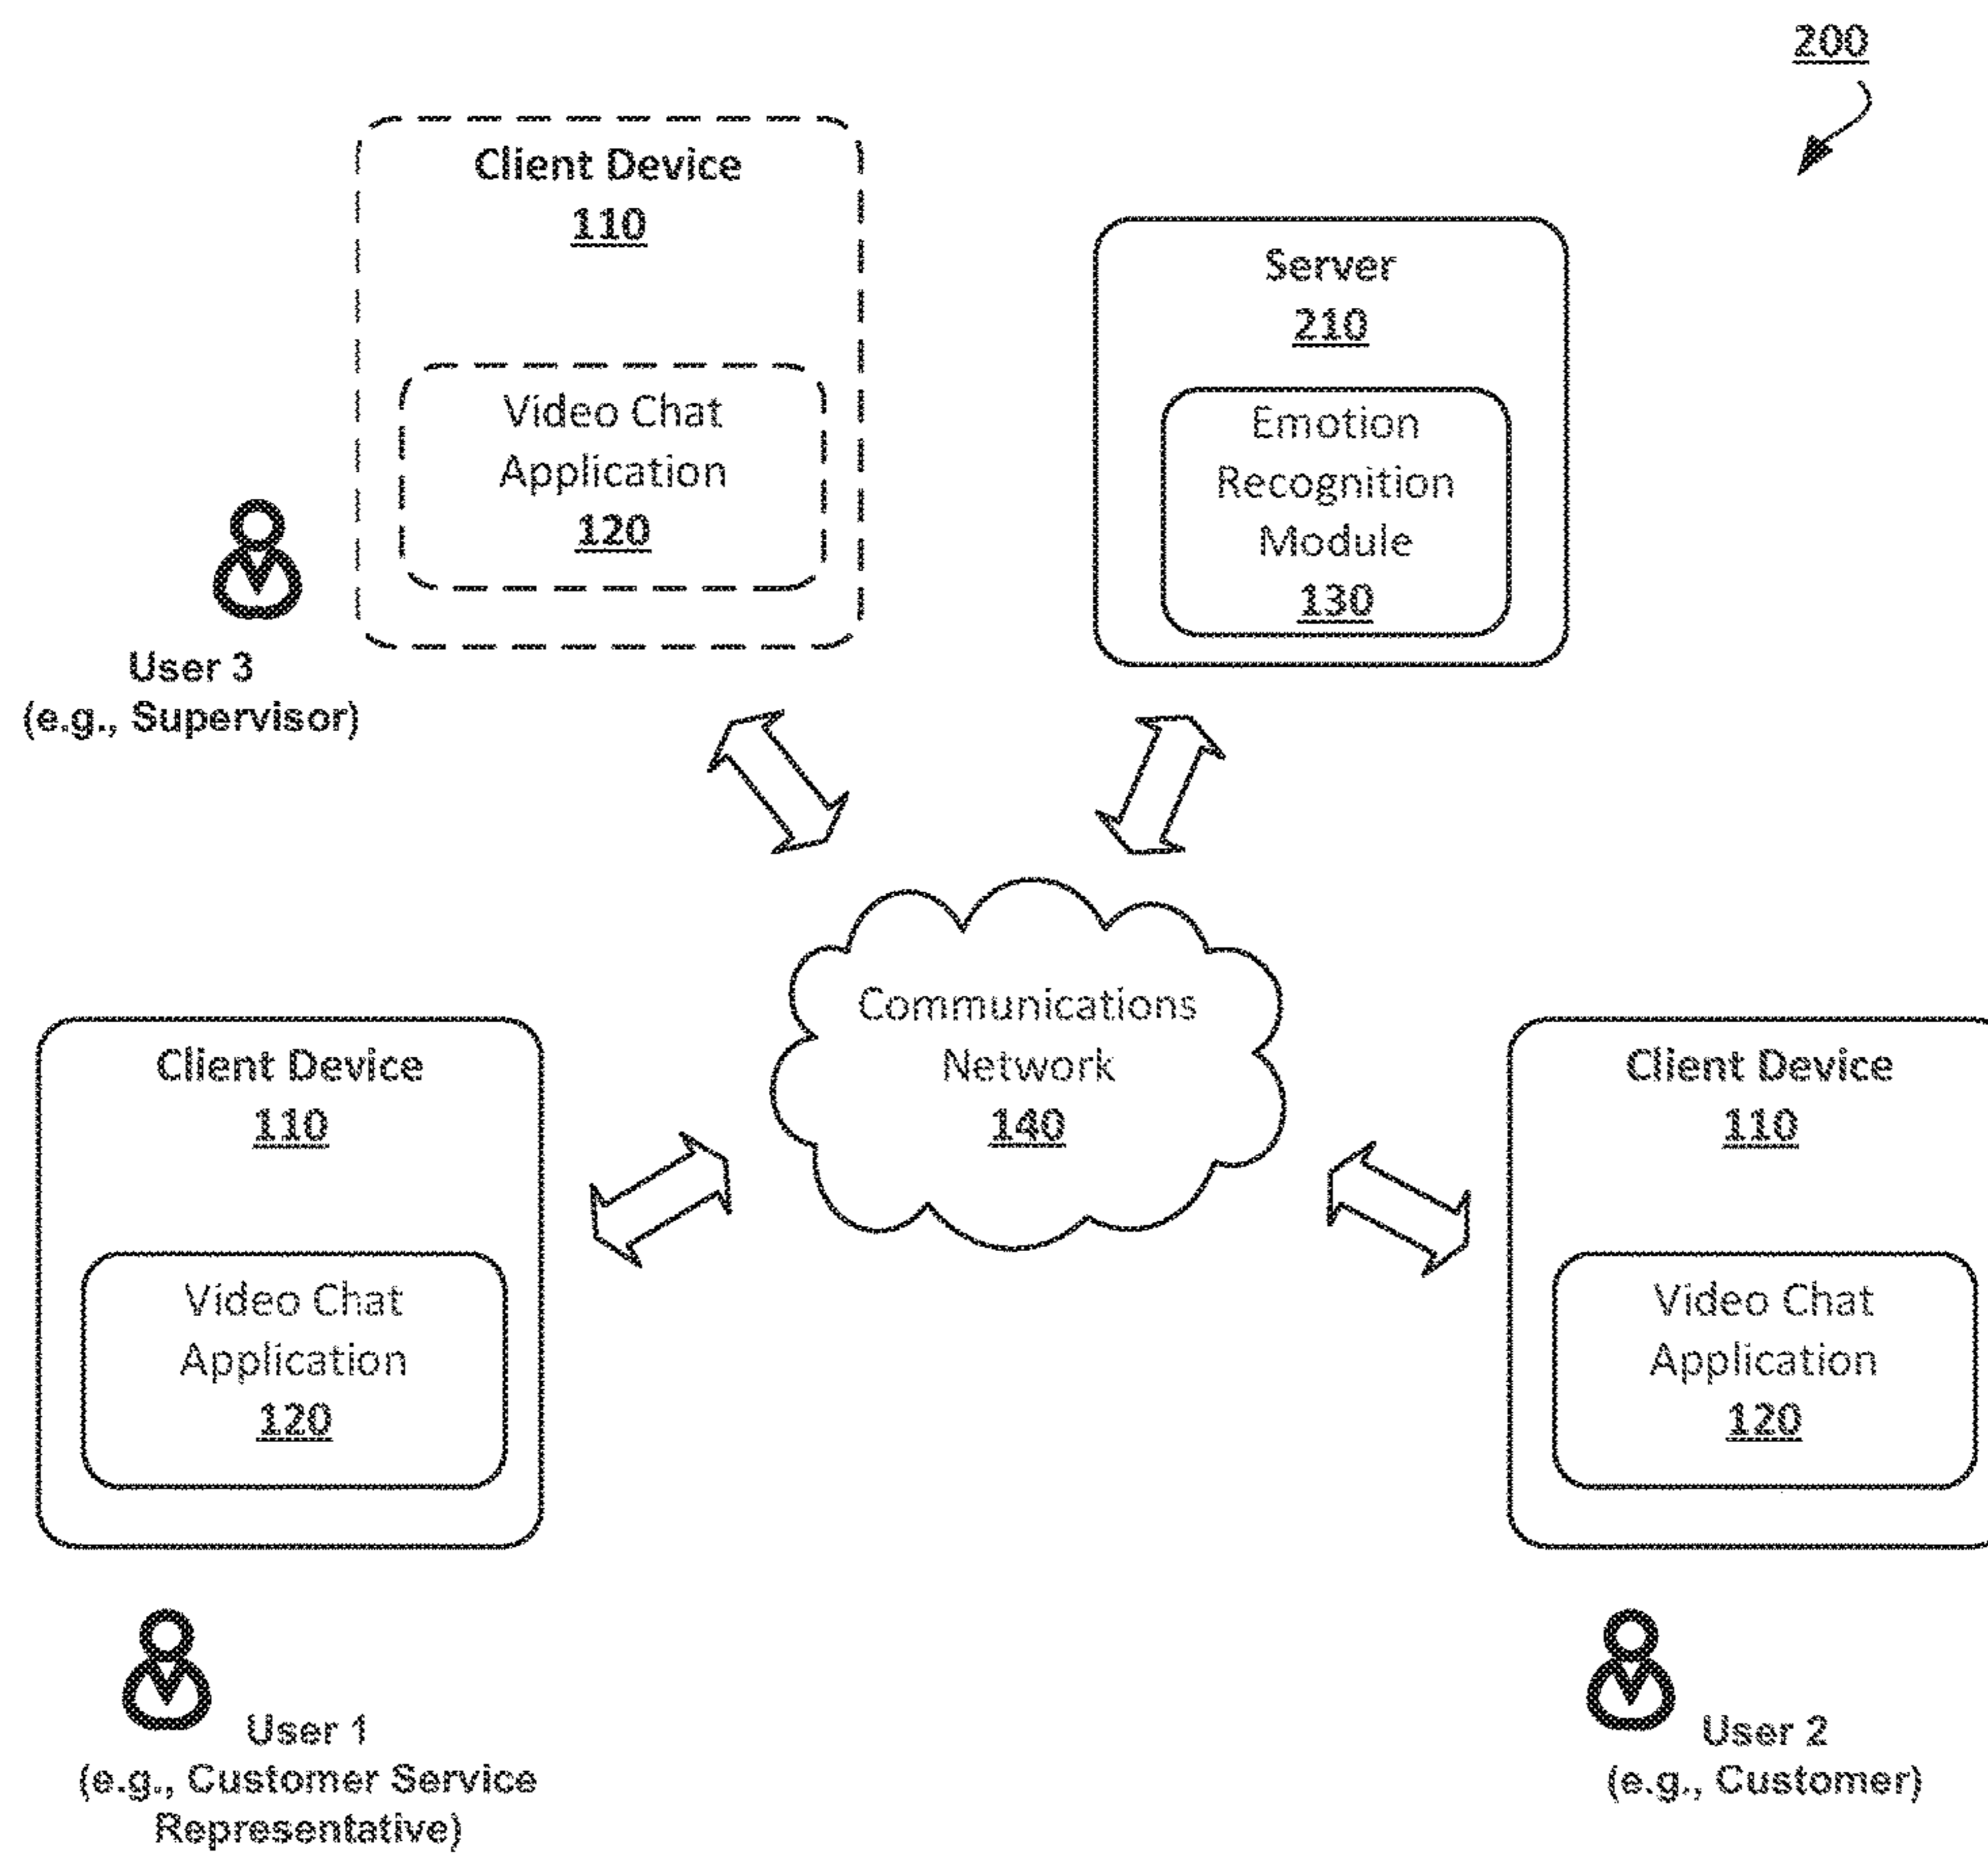 200
Client Device
110
Video Chat
Application
120
User 3
(e.g., Supervisor)
Server
210
Emotion
Recognition
Module
130
Communications
Network
140
Client Device
110
Video Chat
Application
120
User 1
(e.g., Customer Service
Representative)
Client Device
110
Video Chat
Application
120
User 2
(e.g., Customer)